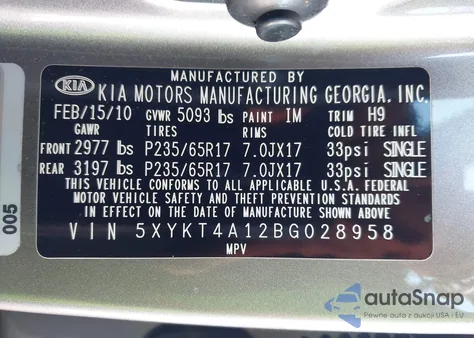 MANUFACTURED BY
KIA KIA MOTORS MANUFACTURING GEORGIA, INC.
FEB/15/10 GVWR 5093 lbs PAINT IM TRIM H9
GAWR TIRES RIMS COLD TIRE INFL
FRONT 2977 lbs P235/65R17 7.0JX17 33psi SINGLE
REAR 3197 lbs P235/65R17 7.0JX17 33psi SINGLE
THIS VEHICLE CONFORMS TO ALL APPLICABLE U.S.A. FEDERAL
MOTOR VEHICLE SAFETY AND THEFT PREVENTION STANDARDS
IN EFFECT ON THE DATE OF MANUFACTURE SHOWN ABOVE.
VIN 5XYKT4A12BG028958
MPV
005
autoSnap
Pewne auta z aukcji USA i EU